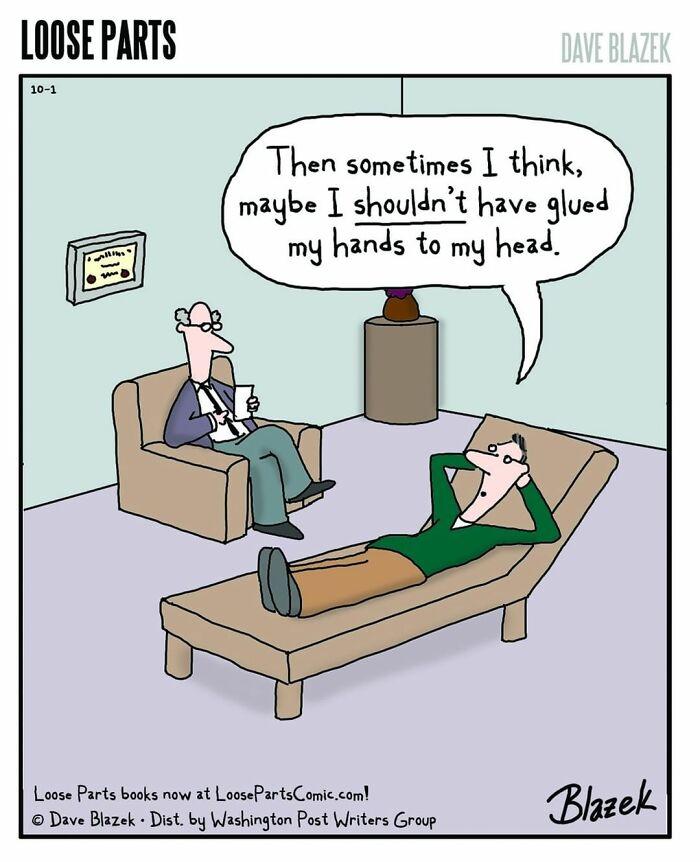 LOOSE PARTS
DAVE BLAZEK
10-1
Then sometimes I think,
maybe I shouldn't have glued
my hands to my head.
Loose Parts books now at LoosePartsComic.com!
© Dave Blazek • Dist. by Washington Post Writers Group
Blazek